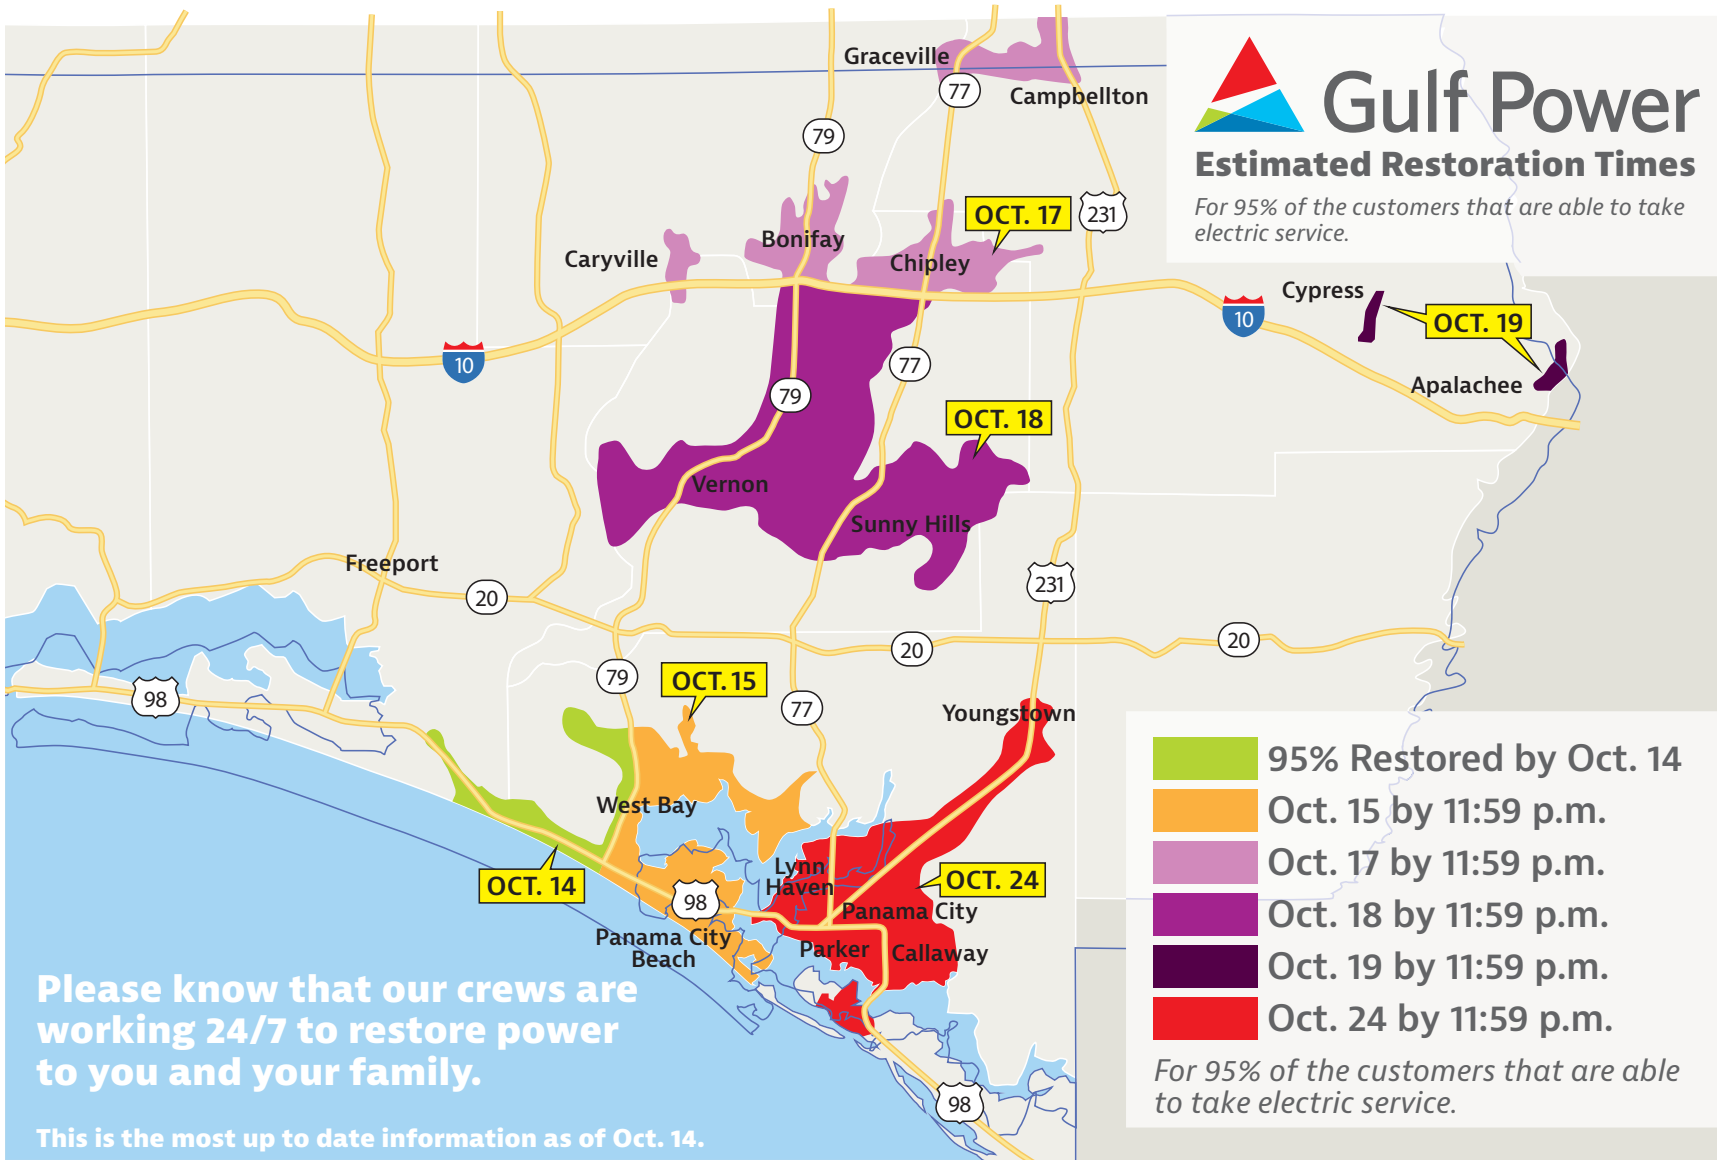 Gulf Power
Estimated Restoration Times
For 95% of the customers that are able to take
electric service.
Graceville
77
Campbellton
79
OCT. 17
231
Bonifay
Caryville
Chipley
Cypress
10
OCT. 19
10
77
Apalachee
79
OCT. 18
Vernon
Sunny Hills
Freeport
231
20
20
20
79
OCT. 15
98
77
Youngstown
West Bay
Lynn
Haven
OCT. 14
OCT. 24
98
Panama City
Panama City
Beach
Parker
Callaway
98
95% Restored by Oct. 14
Oct. 15 by 11:59 p.m.
Oct. 17 by 11:59 p.m.
Oct. 18 by 11:59 p.m.
Oct. 19 by 11:59 p.m.
Oct. 24 by 11:59 p.m.
For 95% of the customers that are able
to take electric service.
Please know that our crews are
working 24/7 to restore power
to you and your family.
This is the most up to date information as of Oct. 14.